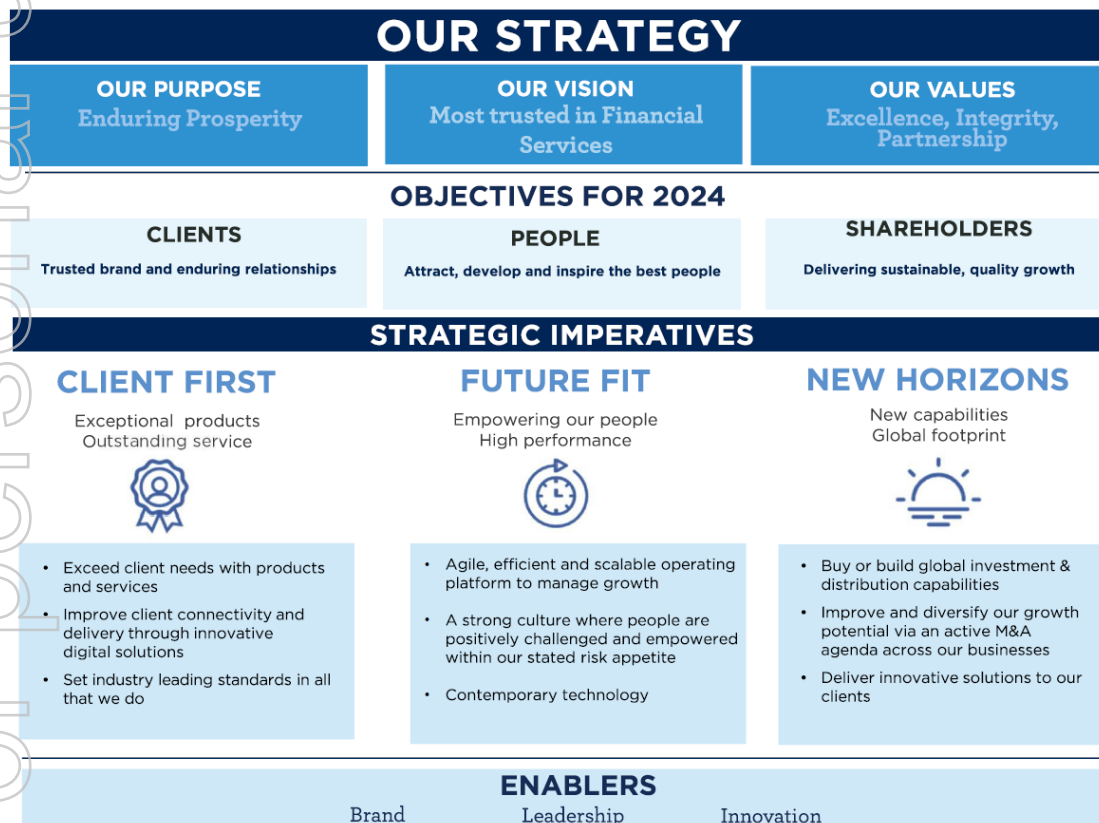 OUR STRATEGY
OUR PURPOSE
Enduring Prosperity
OUR VISION
Most trusted in Financial
Services
OUR VALUES
Excellence, Integrity,
Partnership
OBJECTIVES FOR 2024
CLIENTS
Trusted brand and enduring relationships
PEOPLE
Attract, develop and inspire the best people
SHAREHOLDERS
Delivering sustainable, quality growth
STRATEGIC IMPERATIVES
CLIENT FIRST
Exceptional products
Outstanding service
• Exceed client needs with products
and services
• Improve client connectivity and
delivery through innovative
digital solutions
• Set industry leading standards in all
that we do
FUTURE FIT
Empowering our people
High performance
• Agile, efficient and scalable operating
platform to manage growth
• A strong culture where people are
positively challenged and empowered
within our stated risk appetite
• Contemporary technology
NEW HORIZONS
New capabilities
Global footprint
• Buy or build global investment &
distribution capabilities
• Improve and diversify our growth
potential via an active M&A
agenda across our businesses
• Deliver innovative solutions to our
clients
ENABLERS
Brand
Leadership
Innovation
personal